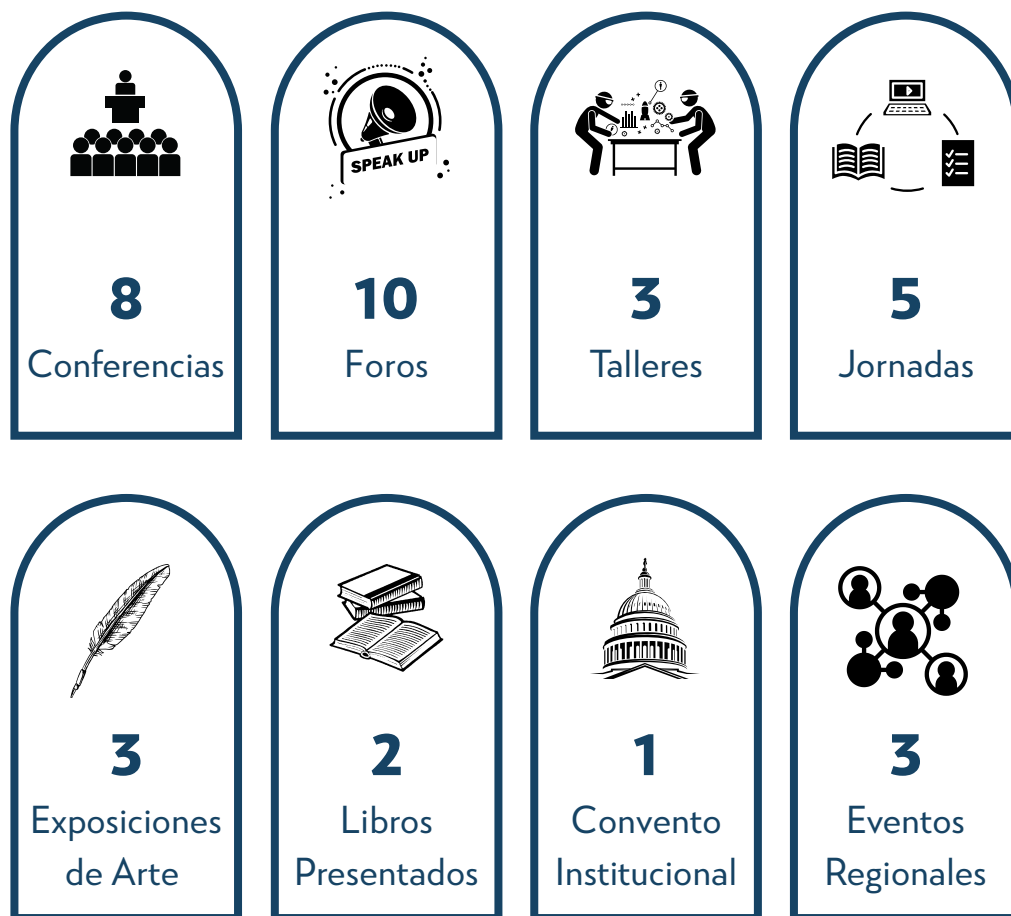 SPEAK UP
8
Conferencias
10
Foros
3
Talleres
5
Jornadas
3
Exposiciones
de Arte
2
Libros
Presentados
1
Convento
Institucional
3
Eventos
Regionales